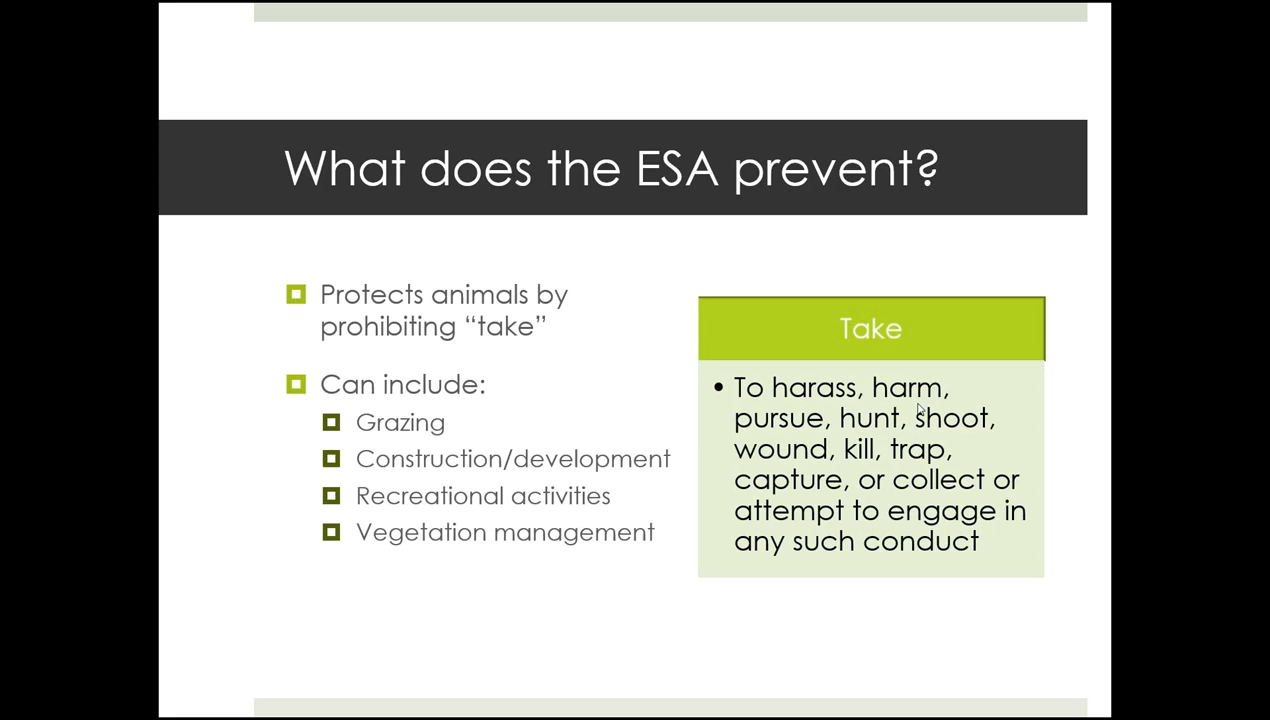 What does the ESA prevent?
Protects animals by
prohibiting “take”
Can include:
Grazing
Construction/development
Recreational activities
Vegetation management
Take
• To harass, harm,
pursue, hunt, shoot,
wound, kill, trap,
capture, or collect or
attempt to engage in
any such conduct